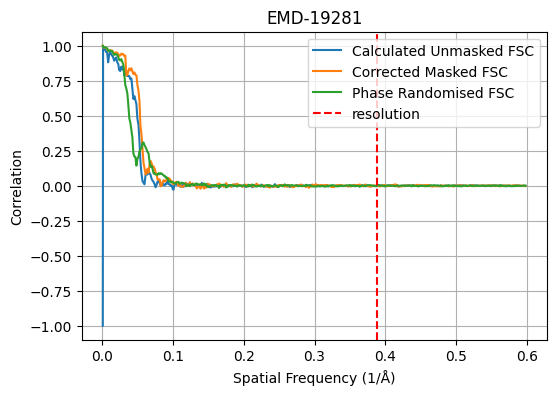 EMD-19281
Calculated Unmasked FSC
Corrected Masked FSC
Phase Randomised FSC
resolution
Correlation
1.00
0.75
0.50
0.25
0.00
−0.25
−0.50
−0.75
−1.00
0.0 0.1 0.2 0.3 0.4 0.5 0.6
Spatial Frequency (1/Å)